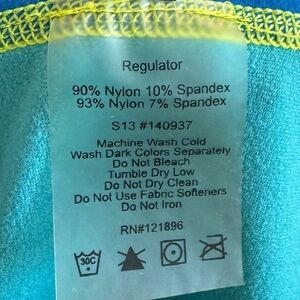 Regulator
90% Nylon 10% Spandex
93% Nylon 7% Spandex
S13 #140937
Machine Wash Cold
Wash Dark Colors Separately
Do Not Bleach
Tumble Dry Low
Do Not Dry Clean
Do Not Use Fabric Softeners
Do Not Iron
RN#121896
30C